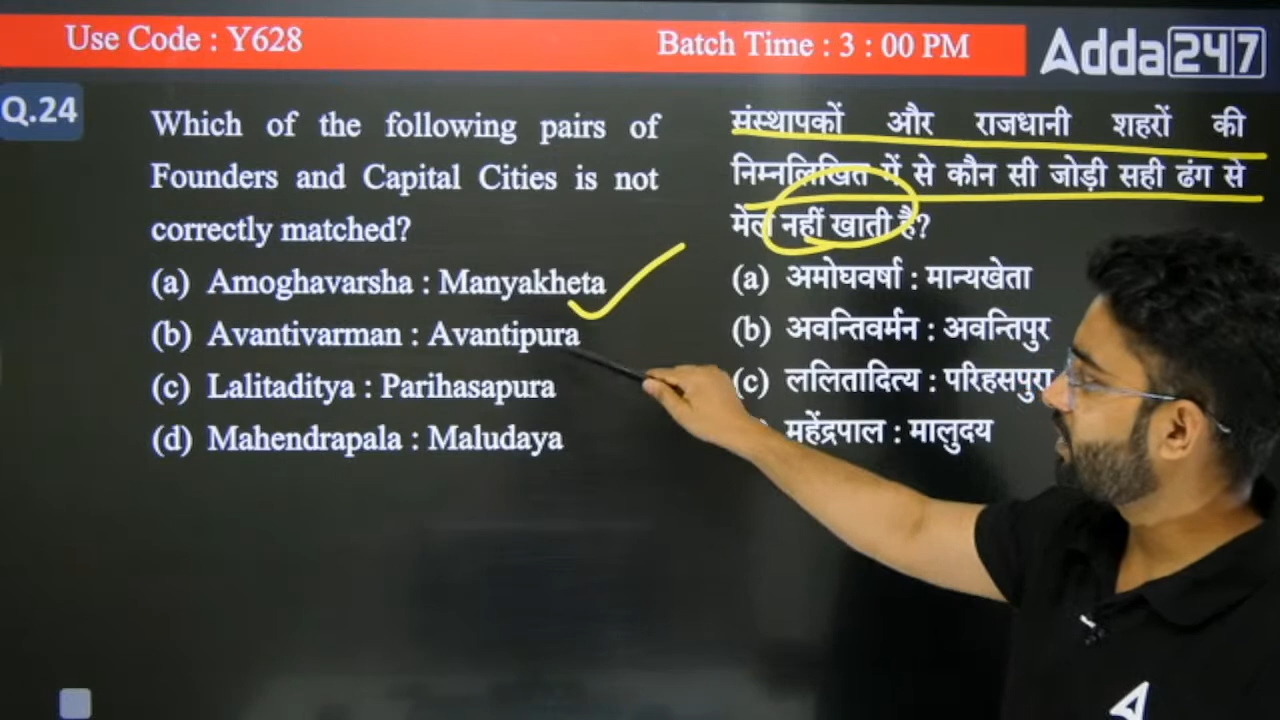 Use Code : Y628
Batch Time : 3 : 00 PM
Adda247
Q.24
Which of the following pairs of
Founders and Capital Cities is not
correctly matched?
(a) Amoghavarsha : Manyakheta
(b) Avantivarman : Avantipura
(c) Lalitaditya : Parihasapura
(d) Mahendrapala : Maludaya
संस्थापकों और राजधानी शहरों की
निम्नलिखित में से कौन सी जोड़ी सही ढंग से
मेल नहीं खाती है?
(a) अमोघवर्षा : मान्यखेता
(b) अवन्तिवर्मन : अवन्तिपुर
(c) ललितादित्य : परिहसपुरा
महेंद्रपाल : मालुदय